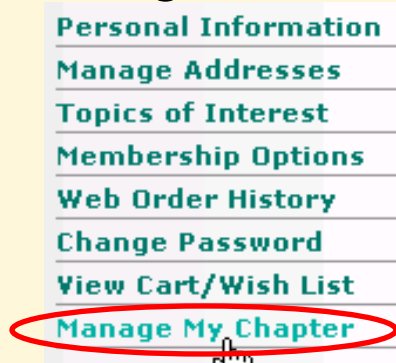 Personal Information
Manage Addresses
Topics of Interest
Membership Options
Web Order History
Change Password
View Cart/Wish List
Manage My Chapter